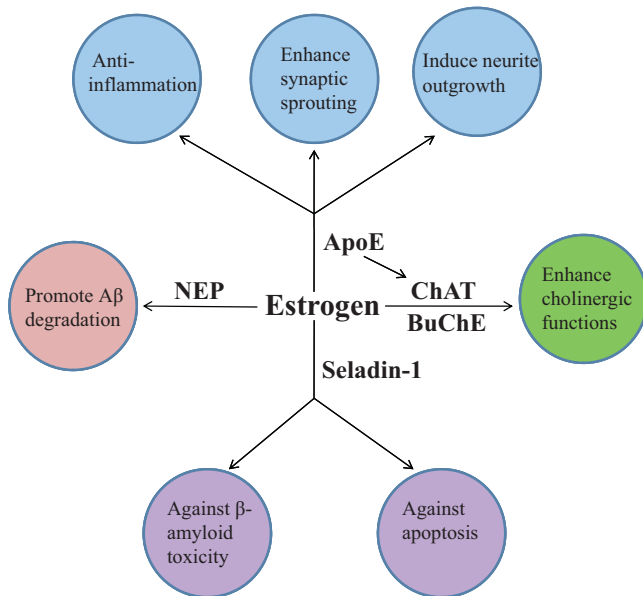 Anti-
inflammation
Enhance
synaptic
sprouting
Induce neurite
outgrowth
ApoE
Promote Aβ
degradation
NEP
Estrogen
ChAT
BuChE
Enhance
cholinergic
functions
Seladin-1
Against β-
amyloid
toxicity
Against
apoptosis